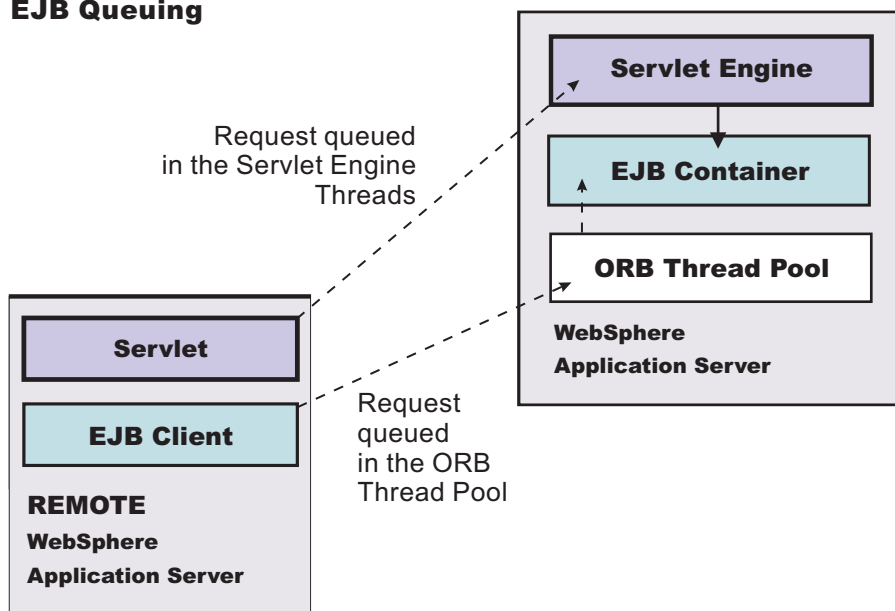 EJB Queuing
Servlet Engine
Request queued
in the Servlet Engine
Threads
EJB Container
ORB Thread Pool
WebSphere
Application Server
Servlet
EJB Client
Request
queued
in the ORB
Thread Pool
REMOTE
WebSphere
Application Server